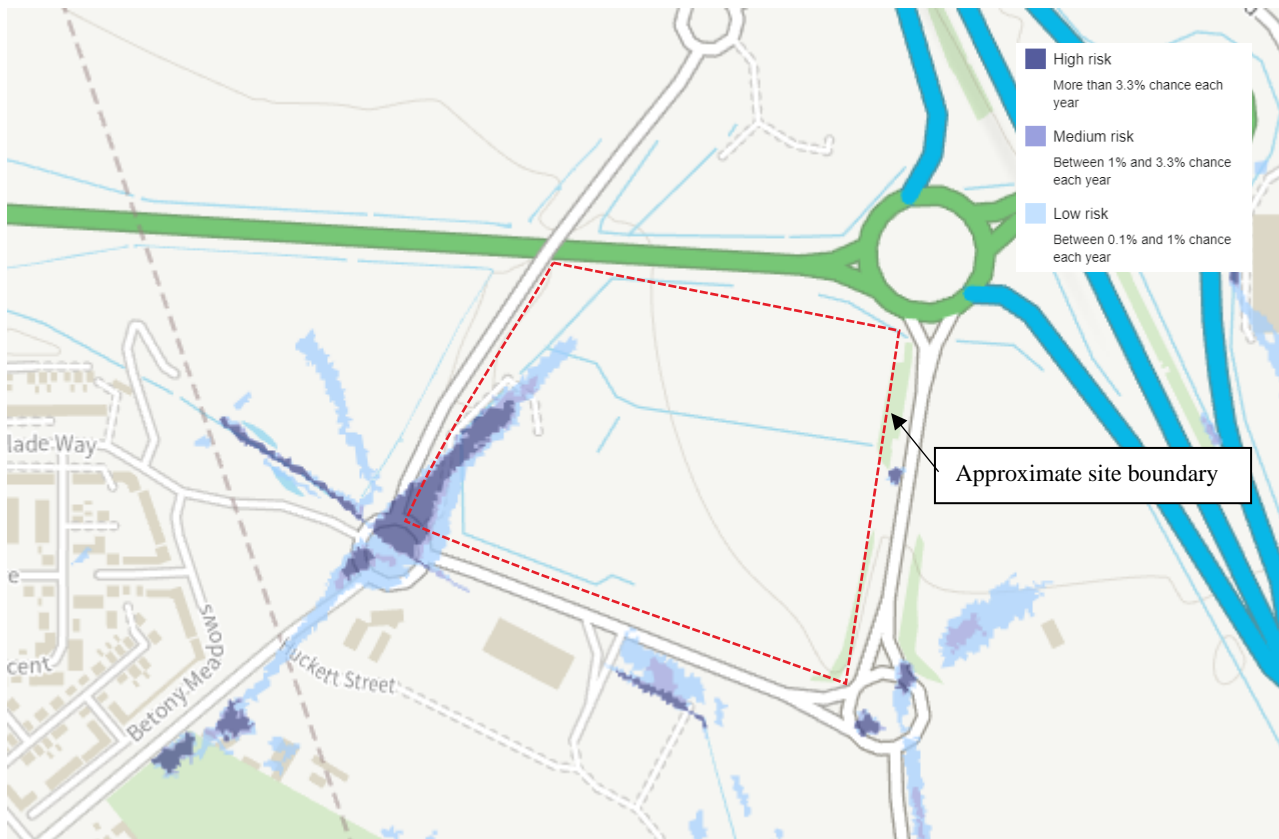 High risk
More than 3.3% chance each
year
Medium risk
Between 1% and 3.3% chance
each year
Low risk
Between 0.1% and 1% chance
each year
Approximate site boundary
lade Way
e
cent
Betony Meadows
Huckett Street